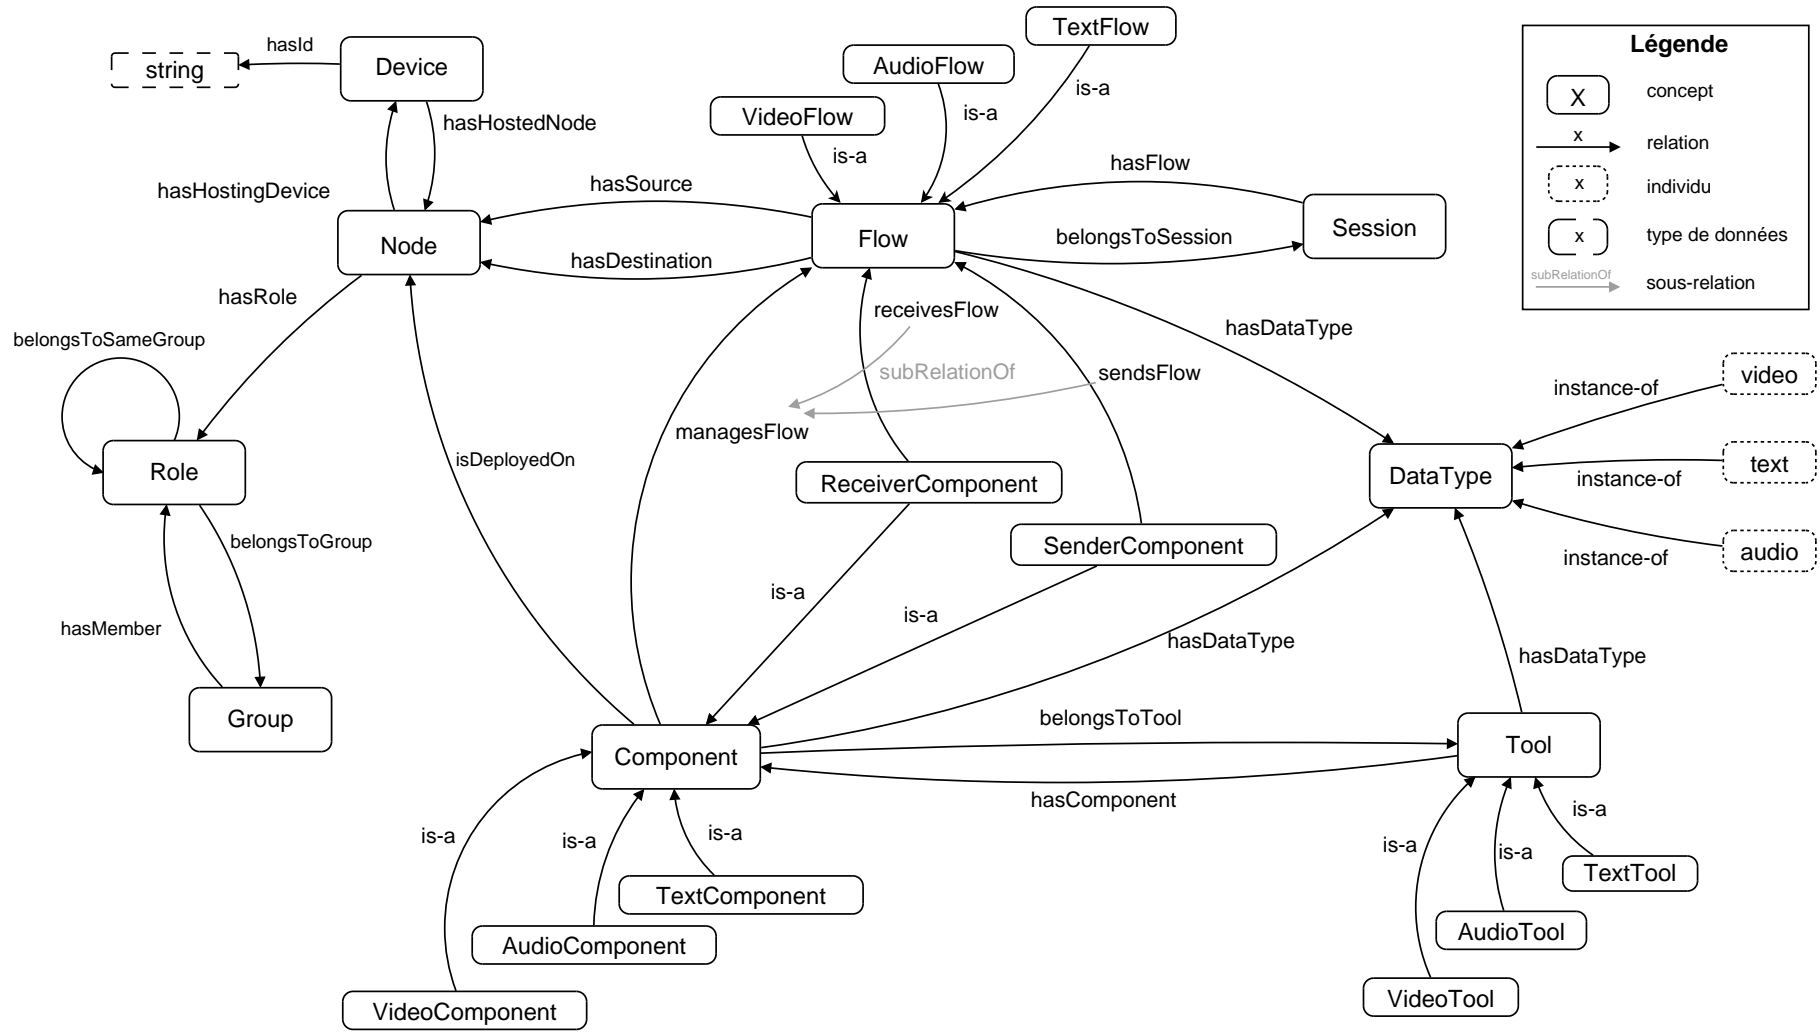 TextFlow
Légende
hasId
Device
string
AudioFlow
is-a
X
concept
VideoFlow
is-a
hasHostedNode
is-a
x
relation
hasFlow
hasSource
hasHostingDevice
x
individu
Node
Flow
belongsToSession
Session
x
type de données
hasDestination
subRelationOf
sous-relation
hasRole
receivesFlow
hasDataType
belongsToSameGroup
subRelationOf
sendsFlow
video
instance-of
managesFlow
isDeployedOn
Role
ReceiverComponent
DataType
text
instance-of
belongsToGroup
SenderComponent
audio
instance-of
is-a
is-a
hasMember
hasDataType
hasDataType
Group
belongsToTool
Component
Tool
hasComponent
is-a
is-a
is-a
is-a
is-a
is-a
TextComponent
TextTool
AudioComponent
AudioTool
VideoComponent
VideoTool